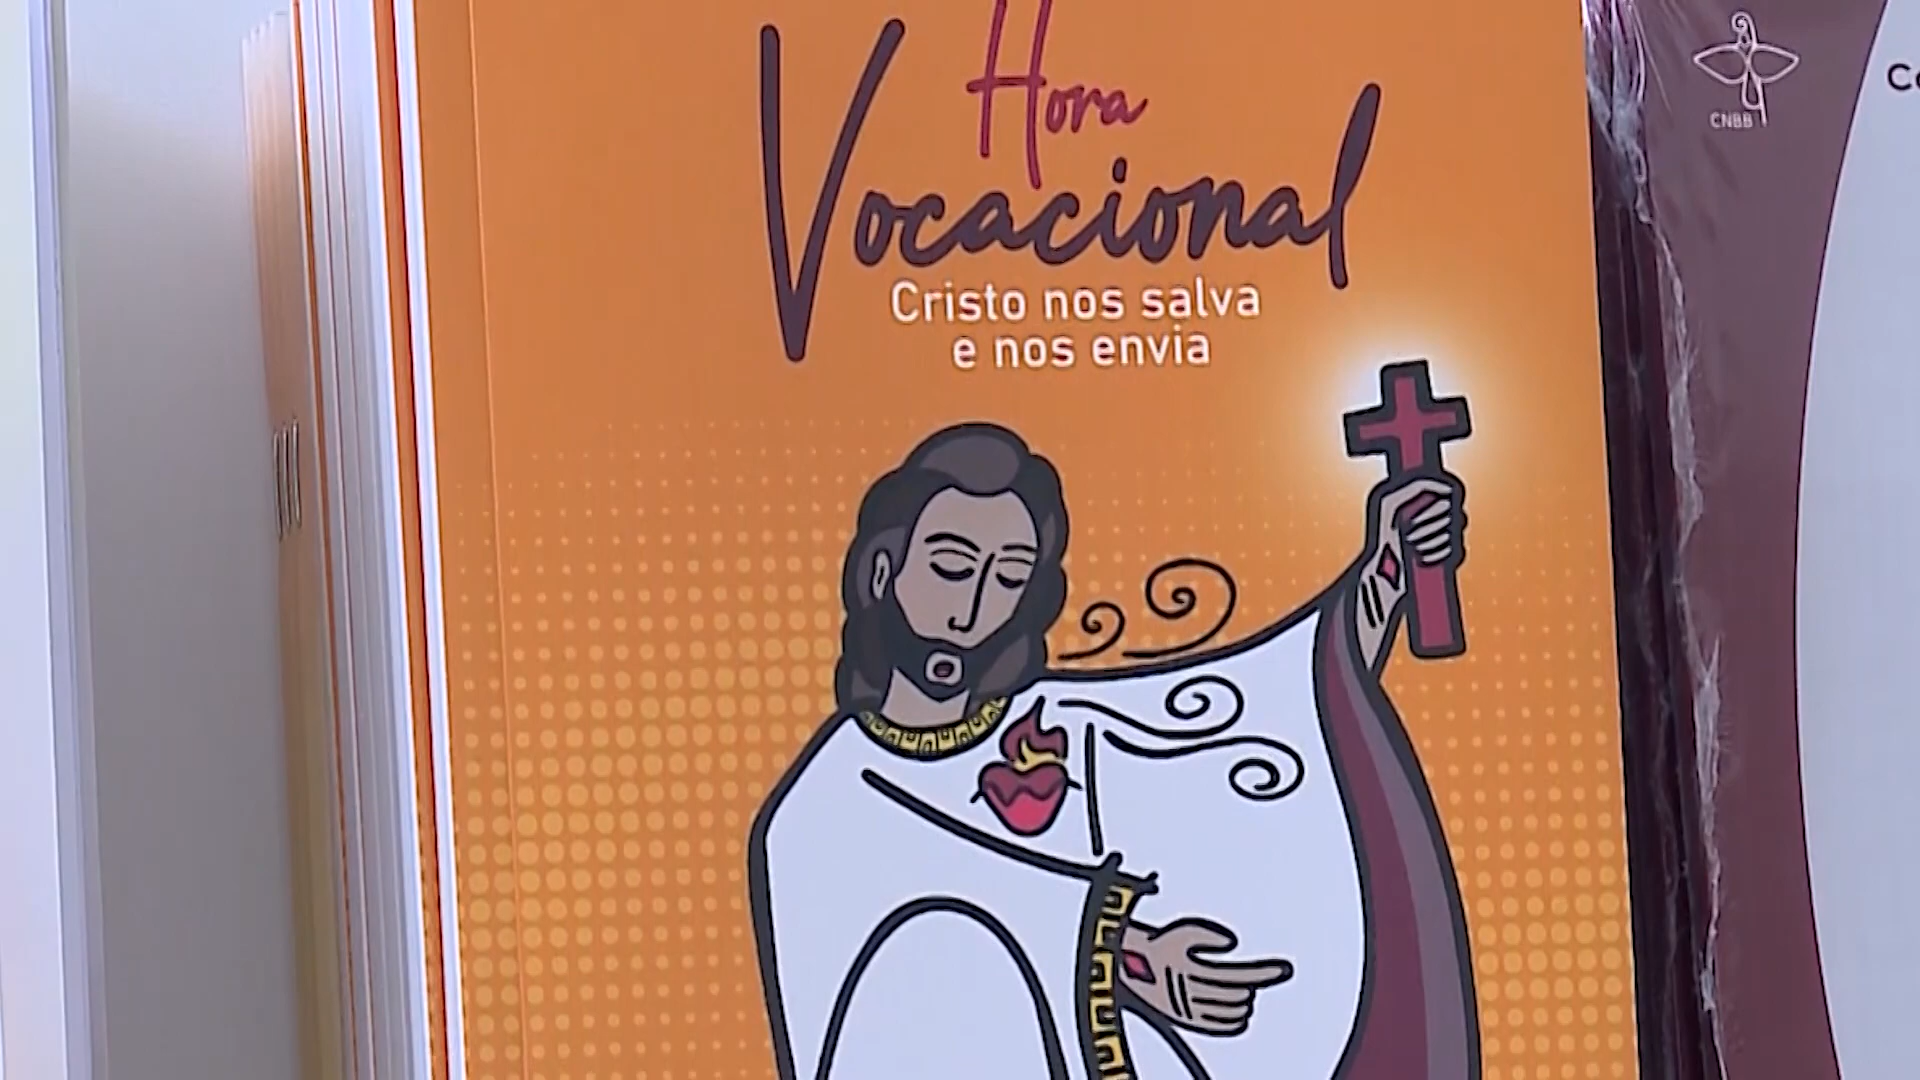 Hora
Vocacional
Cristo nos salva
e nos envia
CNBB